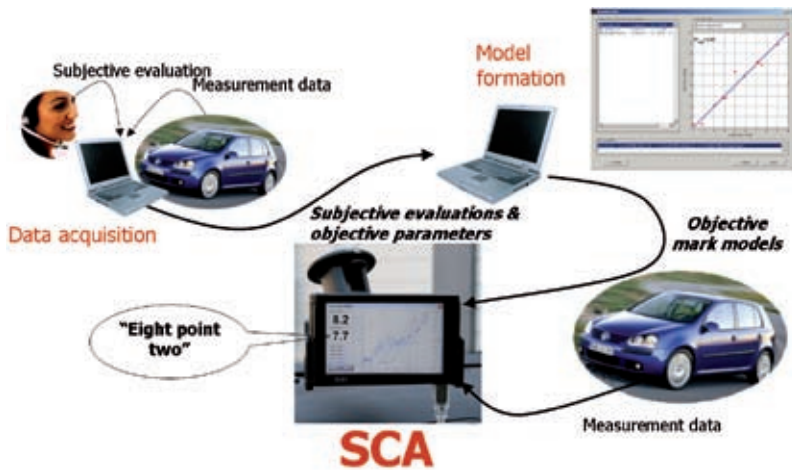 Subjective evaluation
Measurement data
Model
formation
Data acquisition
Subjective evaluations &
objective parameters
Objective
mark models
8.2
7.7
"Eight point
two"
Measurement data
SCA